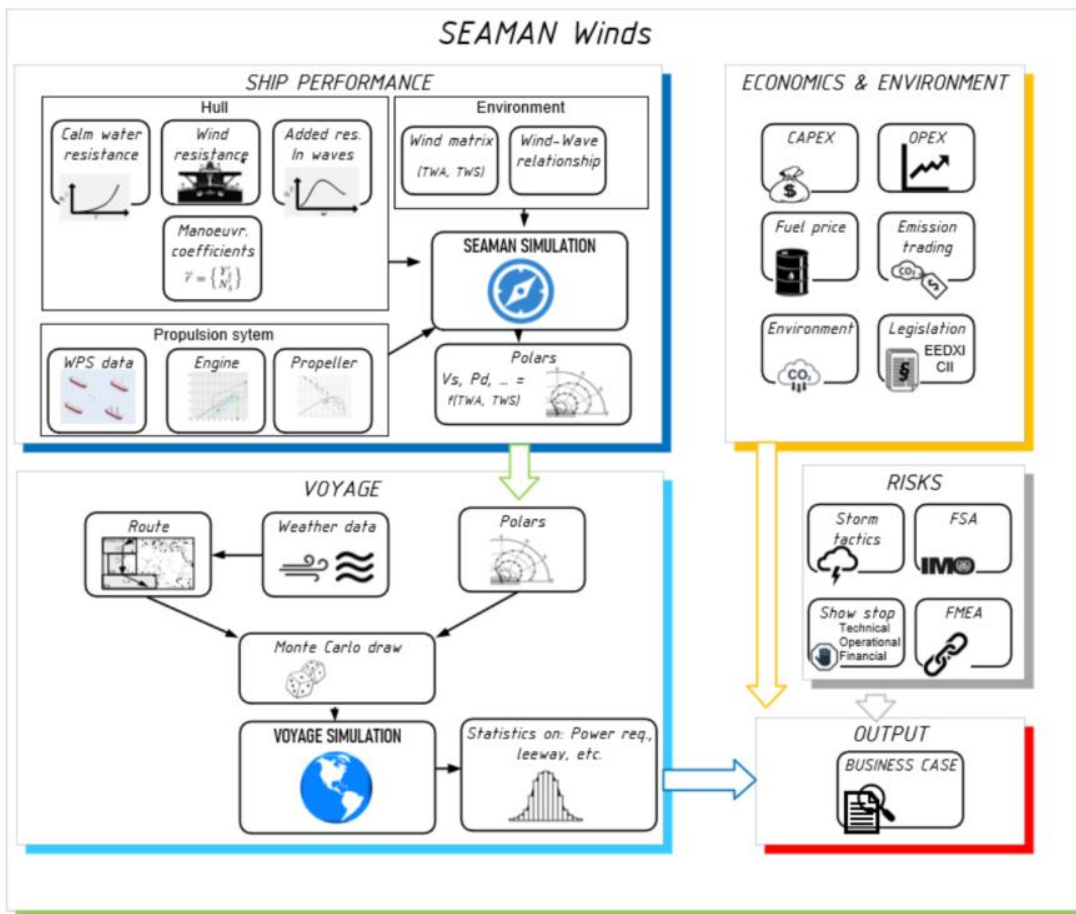 SEAMAN Winds
SHIP PERFORMANCE
Hull
Calm water
resistance
Wind
resistance
Added res.
In waves
Manoeuvr.
coefficients
Environment
Wind matrix
(TWA, TWS)
Wind-Wave
relationship
SEAMAN SIMULATION
Propulsion sytem
WPS data
Engine
Propeller
Polars
Vs, Pd, ... =
f(TWA, TWS)
ECONOMICS & ENVIRONMENT
CAPEX
$
OPEX
Fuel price
Emission
trading
CO₂
$
Environment
CO₂
Legislation
§
EEDXI
CII
VOYAGE
Route
Weather data
Polars
Monte Carlo draw
VOYAGE SIMULATION
Statistics on: Power req.,
leeway, etc.
RISKS
Storm
tactics
FSA
IMO
Show stop
Technical
Operational
Financial
FMEA
OUTPUT
BUSINESS CASE